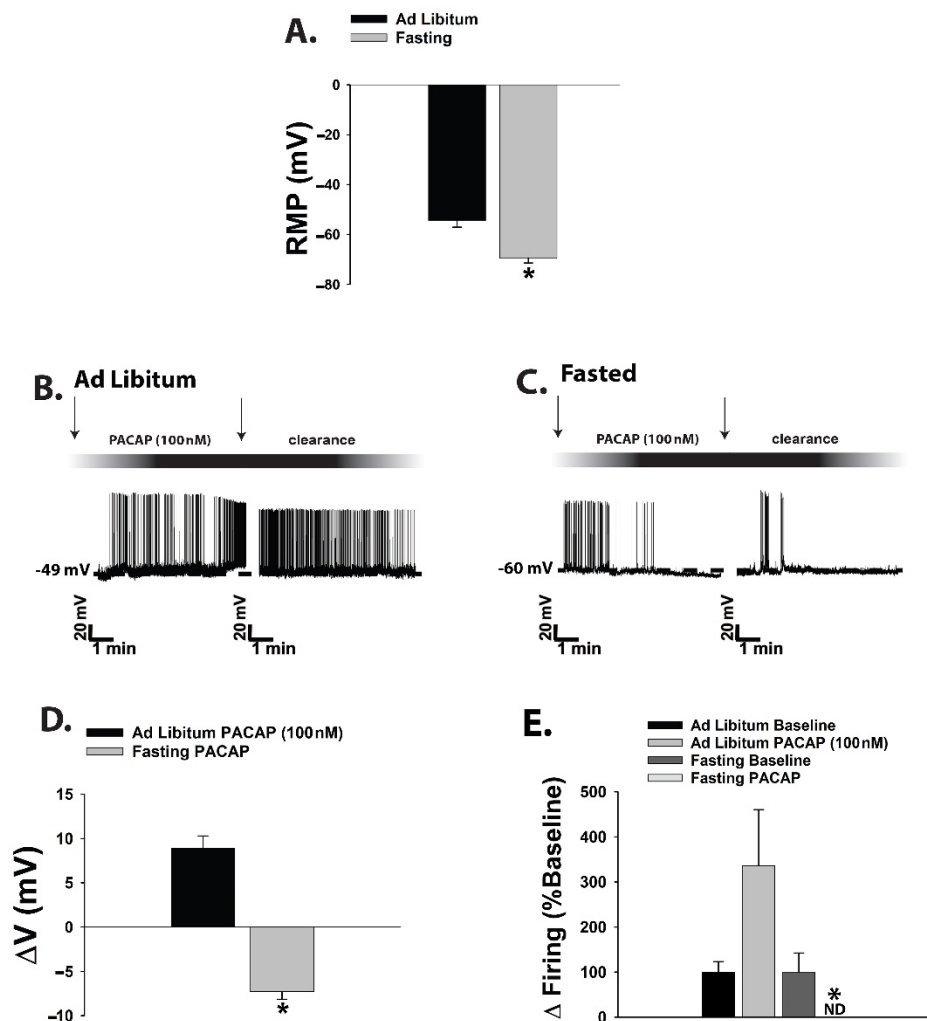 A.
Ad Libitum
Fasting
0
–20
–40
–60
–80
RMP (mV)
*
B. Ad Libitum
PACAP (100nM)
clearance
-49 mV
20 mV
1 min
20 mV
1 min
C. Fasted
PACAP (100nM)
clearance
-60 mV
20 mV
1 min
20 mV
1 min
D.
Ad Libitum PACAP (100nM)
Fasting PACAP
15
10
5
0
–5
–10
ΔV (mV)
*
E.
Ad Libitum Baseline
Ad Libitum PACAP (100nM)
Fasting Baseline
Fasting PACAP
500
400
300
200
100
0
Δ Firing (%Baseline)
*
ND